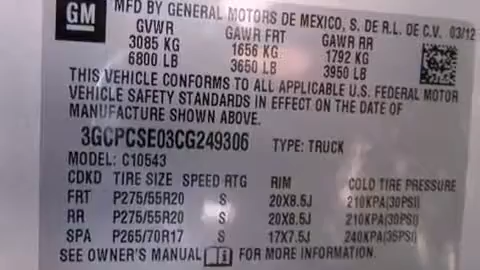 GM
MFD BY GENERAL MOTORS DE MEXICO, S. DE R.L. DE C.V. 03/12
GVWR GAWR FRT GAWR RR
3085 KG 1656 KG 1792 KG
6800 LB 3650 LB 3950 LB
THIS VEHICLE CONFORMS TO ALL APPLICABLE U.S. FEDERAL MOTOR
VEHICLE SAFETY STANDARDS IN EFFECT ON THE DATE OF
MANUFACTURE SHOWN ABOVE.
3GCPCSE03CG249306 TYPE: TRUCK
MODEL: C10543
CDKD TIRE SIZE SPEED RTG RIM COLD TIRE PRESSURE
FRT P275/55R20 S 20X8.5J 210KPA(30PSI)
RR P275/55R20 S 20X8.5J 210KPA(30PSI)
SPA P265/70R17 S 17X7.5J 240KPA(35PSI)
SEE OWNER'S MANUAL FOR MORE INFORMATION.